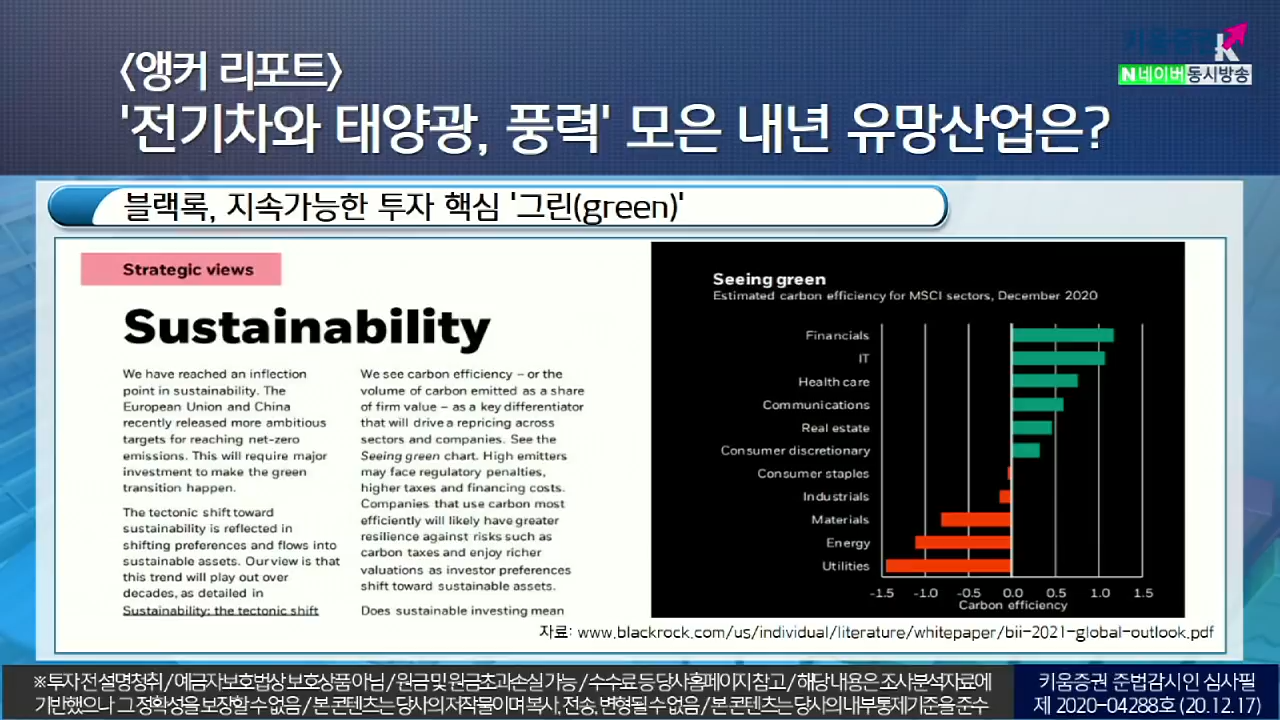 <앵커 리포트>
'전기차와 태양광, 풍력' 모은 내년 유망산업은?
키움증권
N 네이버 동시방송
블랙록, 지속가능한 투자 핵심 '그린(green)'
Strategic views
Sustainability
We have reached an inflection
point in sustainability. The
European Union and China
recently released more ambitious
targets for reaching net-zero
emissions. This will require major
investment to make the green
transition happen.
The tectonic shift toward
sustainability is reflected in
shifting preferences and flows into
sustainable assets. Our view is that
this trend will play out over
decades, as detailed in
Sustainability: the tectonic shift
We see carbon efficiency – or the
volume of carbon emitted as a share
of firm value – as a key differentiator
that will drive a repricing across
sectors and companies. See the
Seeing green chart. High emitters
may face regulatory penalties,
higher taxes and financing costs.
Companies that use carbon most
efficiently will likely have greater
resilience against risks such as
carbon taxes and enjoy richer
valuations as investor preferences
shift toward sustainable assets.
Does sustainable investing mean
Seeing green
Estimated carbon efficiency for MSCI sectors, December 2020
Financials
IT
Health care
Communications
Real estate
Consumer discretionary
Consumer staples
Industrials
Materials
Energy
Utilities
-1.5 -1.0 -0.5 0.0 0.5 1.0 1.5
Carbon efficiency
자료: www.blackrock.com/us/individual/literature/whitepaper/bii-2021-global-outlook.pdf
※ 투자 전 설명청취 / 예금자보호법상 보호상품 아님 / 원금 및 원금초과손실 가능 / 수수료 등 당사홈페이지 참고 / 해당 내용은 조사분석자료에
기반했으나 그 정확성을 보장할 수 없음 / 본 콘텐츠는 당사의 저작물이며 복사, 전송, 변형될 수 없음 / 본 콘텐츠는 당사의 내부통제기준을 준수
키움증권 준법감시인 심사필
제 2020-04288호 (20.12.17)